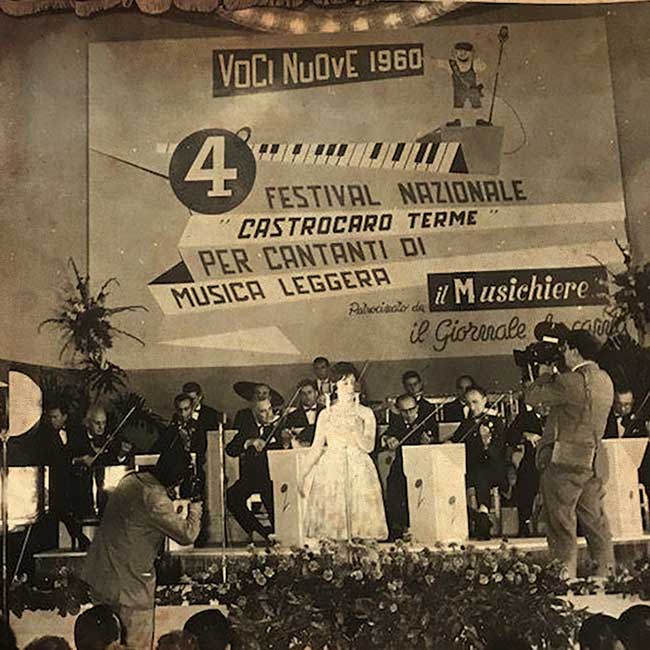 VOCI NUOVE 1960
4
FESTIVAL NAZIONALE
"CASTROCARO TERME"
PER CANTANTI DI
MUSICA LEGGERA
Patrocinato da il Musichiere
il Giornale